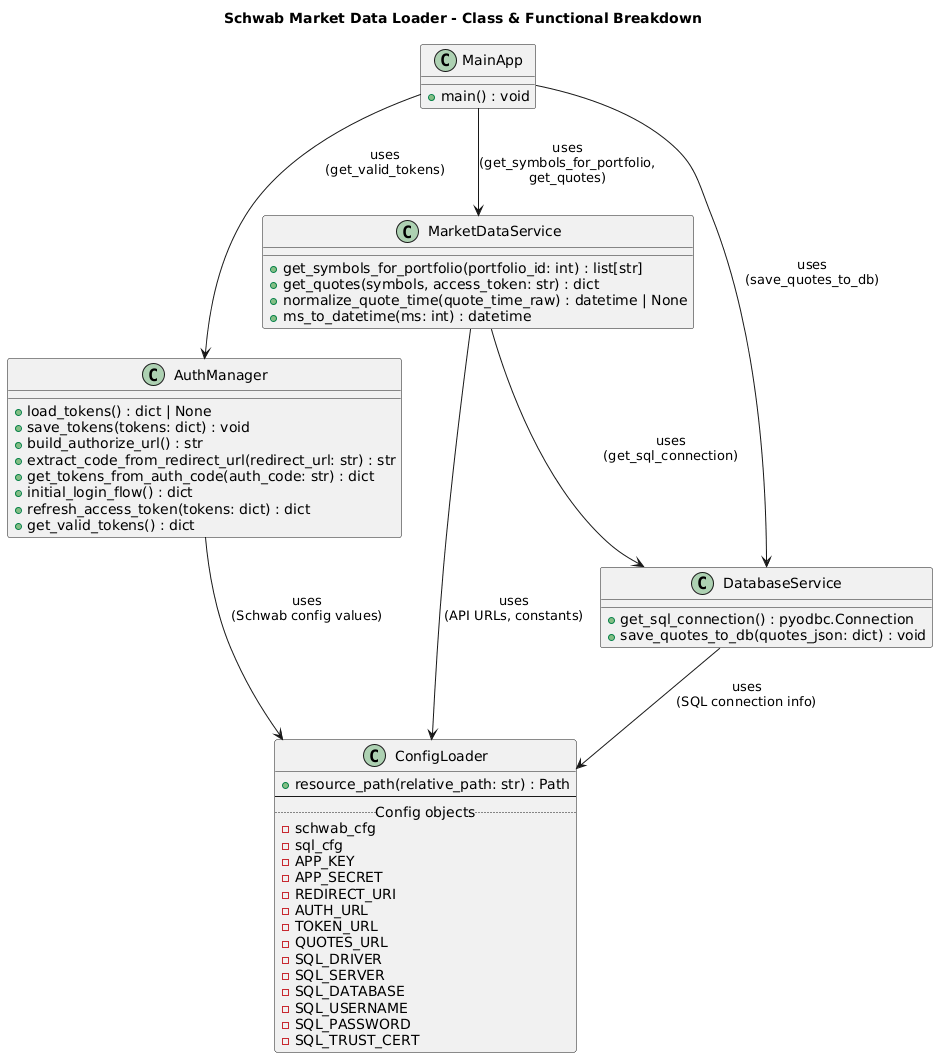 Schwab Market Data Loader - Class & Functional Breakdown
C MainApp
main() : void
uses
(get_valid_tokens)
uses
(get_symbols_for_portfolio,
get_quotes)
uses
(save_quotes_to_db)
C MarketDataService
get_symbols_for_portfolio(portfolio_id: int) : list[str]
get_quotes(symbols, access_token: str) : dict
normalize_quote_time(quote_time_raw) : datetime | None
ms_to_datetime(ms: int) : datetime
C AuthManager
load_tokens() : dict | None
save_tokens(tokens: dict) : void
build_authorize_url() : str
extract_code_from_redirect_url(redirect_url: str) : str
get_tokens_from_auth_code(auth_code: str) : dict
initial_login_flow() : dict
refresh_access_token(tokens: dict) : dict
get_valid_tokens() : dict
uses
(get_sql_connection)
C DatabaseService
get_sql_connection() : pyodbc.Connection
save_quotes_to_db(quotes_json: dict) : void
uses
(Schwab config values)
uses
(API URLs, constants)
uses
(SQL connection info)
C ConfigLoader
resource_path(relative_path: str) : Path
Config objects
schwab_cfg
sql_cfg
APP_KEY
APP_SECRET
REDIRECT_URI
AUTH_URL
TOKEN_URL
QUOTES_URL
SQL_DRIVER
SQL_SERVER
SQL_DATABASE
SQL_USERNAME
SQL_PASSWORD
SQL_TRUST_CERT